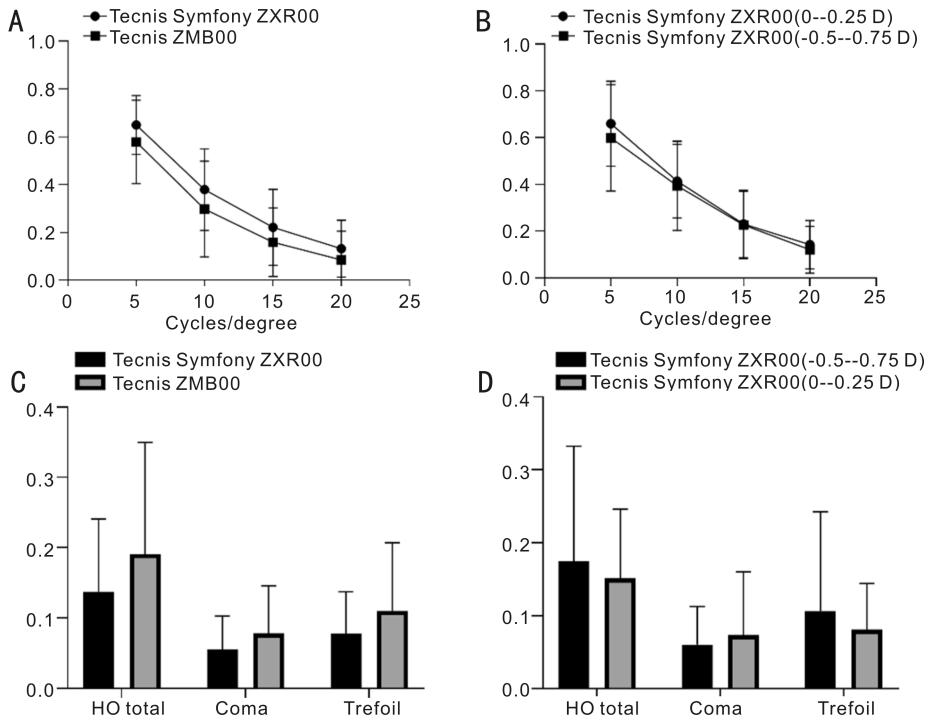 A
Tecnis Symfony ZXR00
Tecnis ZMB00
1.0
0.8
0.6
0.4
0.2
0.0
0 5 10 15 20 25
Cycles/degree
B
Tecnis Symfony ZXR00(0--0.25 D)
Tecnis Symfony ZXR00(-0.5--0.75 D)
1.0
0.8
0.6
0.4
0.2
0.0
0 5 10 15 20 25
Cycles/degree
C
Tecnis Symfony ZXR00
Tecnis ZMB00
0.4
0.3
0.2
0.1
0.0
HO total Coma Trefoil
D
Tecnis Symfony ZXR00(-0.5--0.75 D)
Tecnis Symfony ZXR00(0--0.25 D)
0.4
0.3
0.2
0.1
0.0
HO total Coma Trefoil